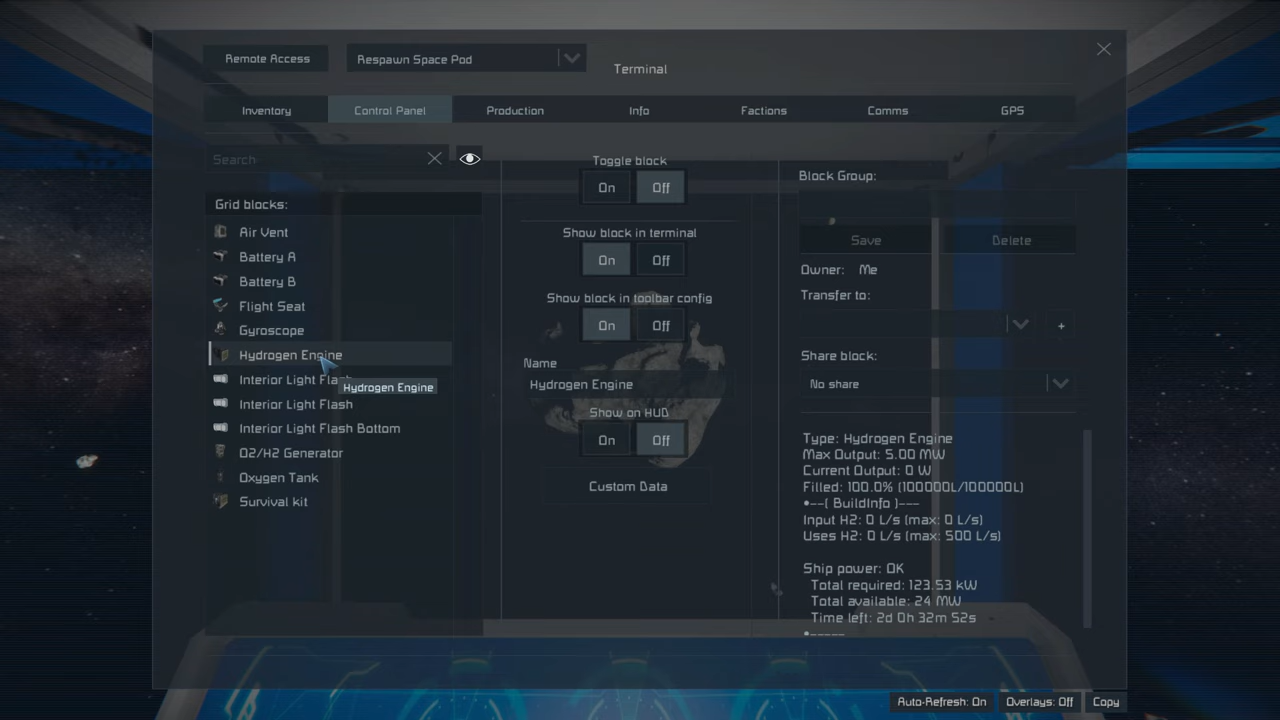 Remote Access
Respawn Space Pod
Terminal
Inventory
Control Panel
Production
Info
Factions
Comms
GPS
Search
Grid blocks:
Air Vent
Battery A
Battery B
Flight Seat
Gyroscope
Hydrogen Engine
Interior Light Fla
Hydrogen Engine
Interior Light Flash
Interior Light Flash Bottom
O2/H2 Generator
Oxygen Tank
Survival kit
Toggle block
On Off
Show block in terminal
On Off
Show block in toolbar config
On Off
Name
Hydrogen Engine
Show on HUD
On Off
Custom Data
Block Group:
Save Delete
Owner: Me
Transfer to:
+
Share block:
No share
Type: Hydrogen Engine
Max Output: 5.00 MW
Current Output: 0 W
Filled: 100.0% (100000L/100000L)
•--( BuildInfo )---
Input H2: 0 L/s (max: 0 L/s)
Uses H2: 0 L/s (max: 500 L/s)
Ship power: OK
Total required: 123.53 kW
Total available: 24 MW
Time left: 2d 0h 32m 52s
•-----
Auto-Refresh: On Overlays: Off Copy